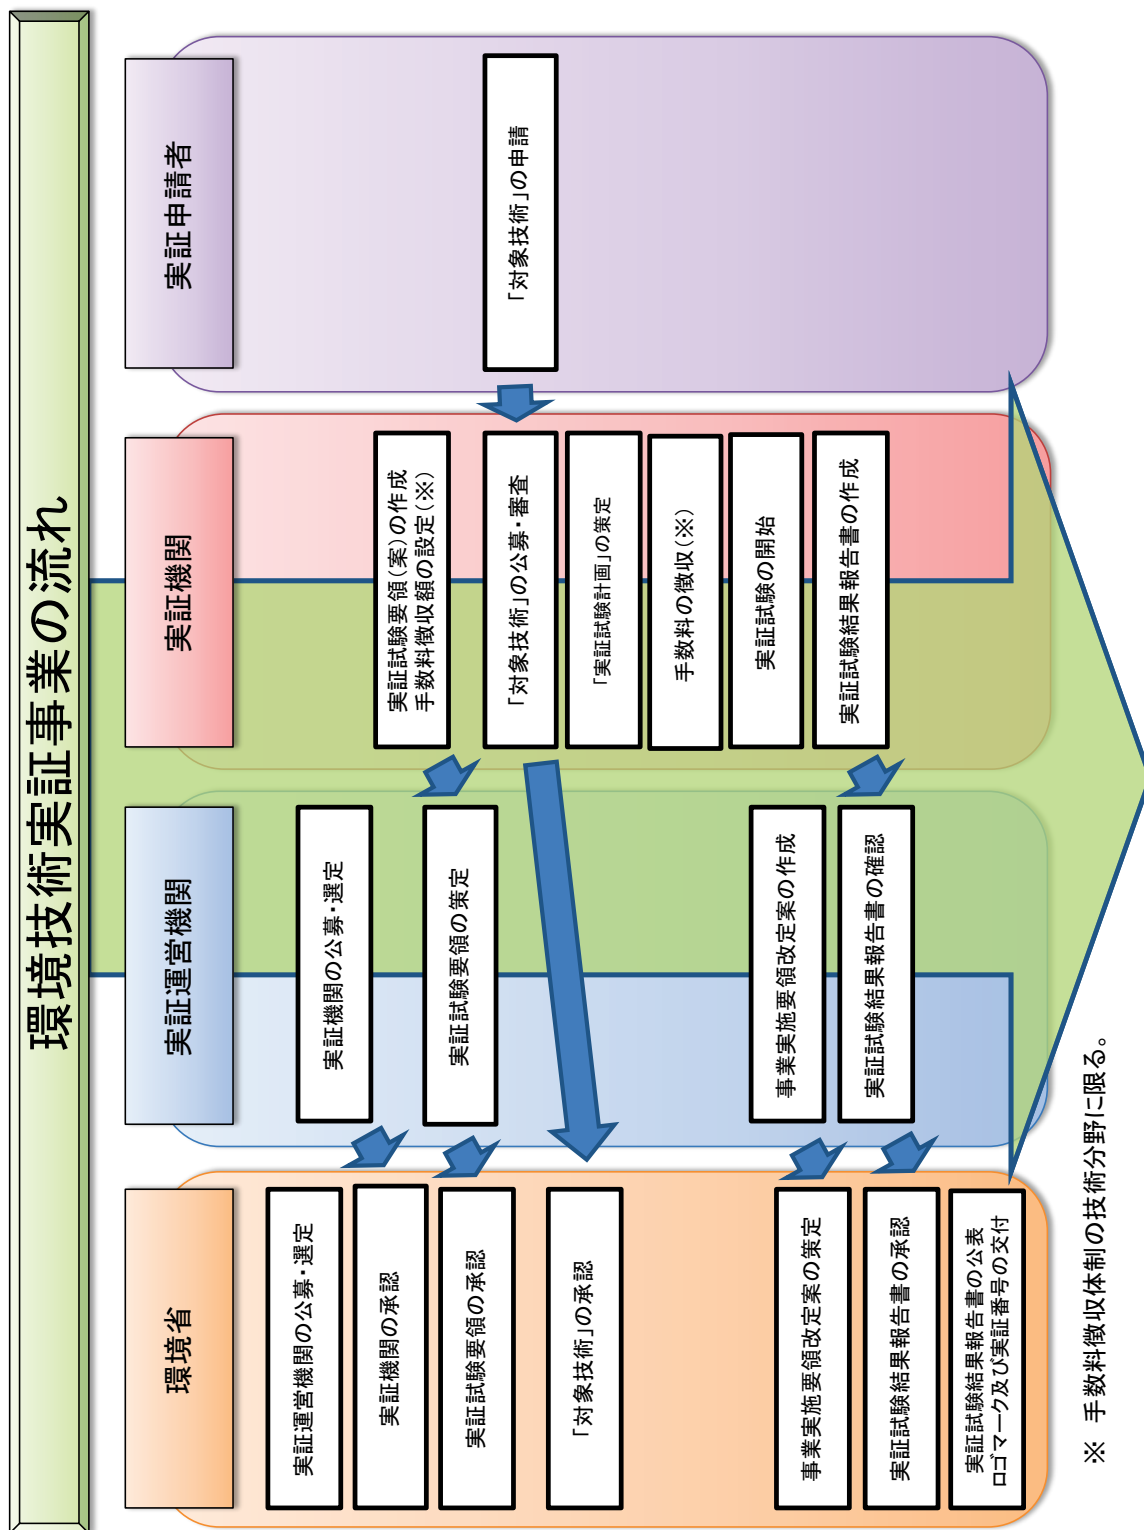 環境技術実証事業の流れ
環境省
実証運営機関の公募・選定
実証機関の承認
実証試験要領の承認
「対象技術」の承認
事業実施要領改定案の策定
実証試験結果報告書の承認
実証試験結果報告書の公表
ロゴマーク及び実証番号の交付
実証運営機関
実証機関の公募・選定
実証試験要領の策定
事業実施要領改定案の作成
実証試験結果報告書の確認
実証機関
実証試験要領(案)の作成
手数料徴収額の設定(※)
「対象技術」の公募・審査
「実証試験計画」の策定
手数料の徴収(※)
実証試験の開始
実証試験結果報告書の作成
実証申請者
「対象技術」の申請
※ 手数料徴収体制の技術分野に限る。